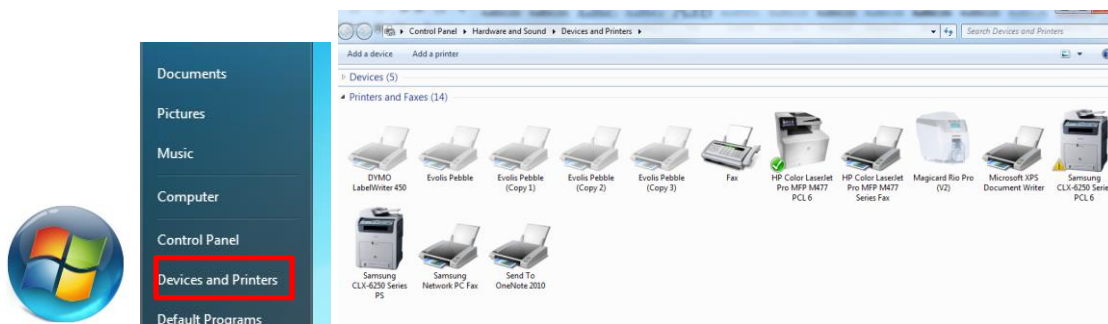 Documents
Pictures
Music
Computer
Control Panel
Devices and Printers
Default Programs
Control Panel ▸ Hardware and Sound ▸ Devices and Printers ▸
Search Devices and Printers
Add a device Add a printer
Devices (5)
Printers and Faxes (14)
DYMO
LabelWriter 450
Evolis Pebble
Evolis Pebble
(Copy 1)
Evolis Pebble
(Copy 2)
Evolis Pebble
(Copy 3)
Fax
HP Color LaserJet
Pro MFP M477
PCL 6
HP Color LaserJet
Pro MFP M477
Series Fax
Magicard Rio Pro
(V2)
Microsoft XPS
Document Writer
Samsung
CLX-6250 Serie
PCL 6
Samsung
CLX-6250 Series
PS
Samsung
Network PC Fax
Send To
OneNote 2010